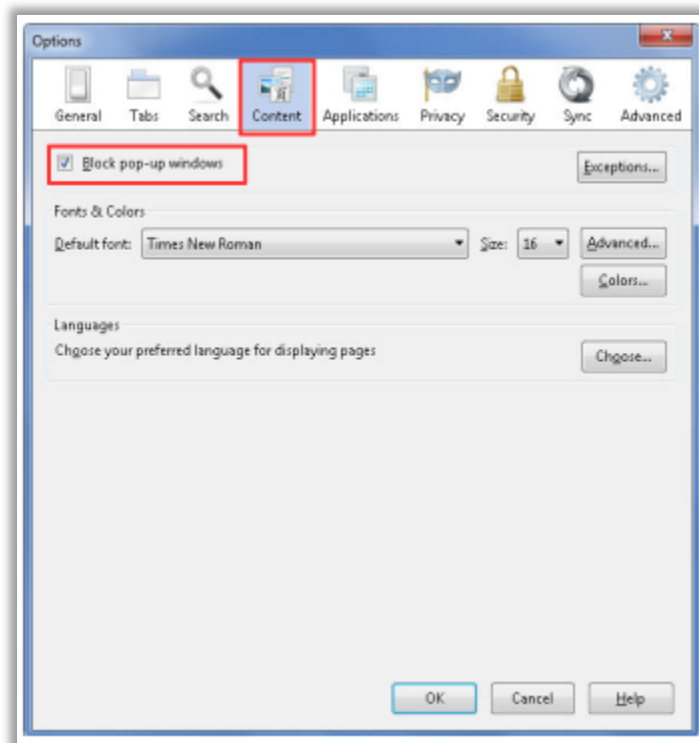 Options
General Tabs Search Content Applications Privacy Security Sync Advanced
Block pop-up windows Exceptions...
Fonts & Colors
Default font: Times New Roman Size: 16 Advanced...
Colors...
Languages
Choose your preferred language for displaying pages Choose...
OK Cancel Help